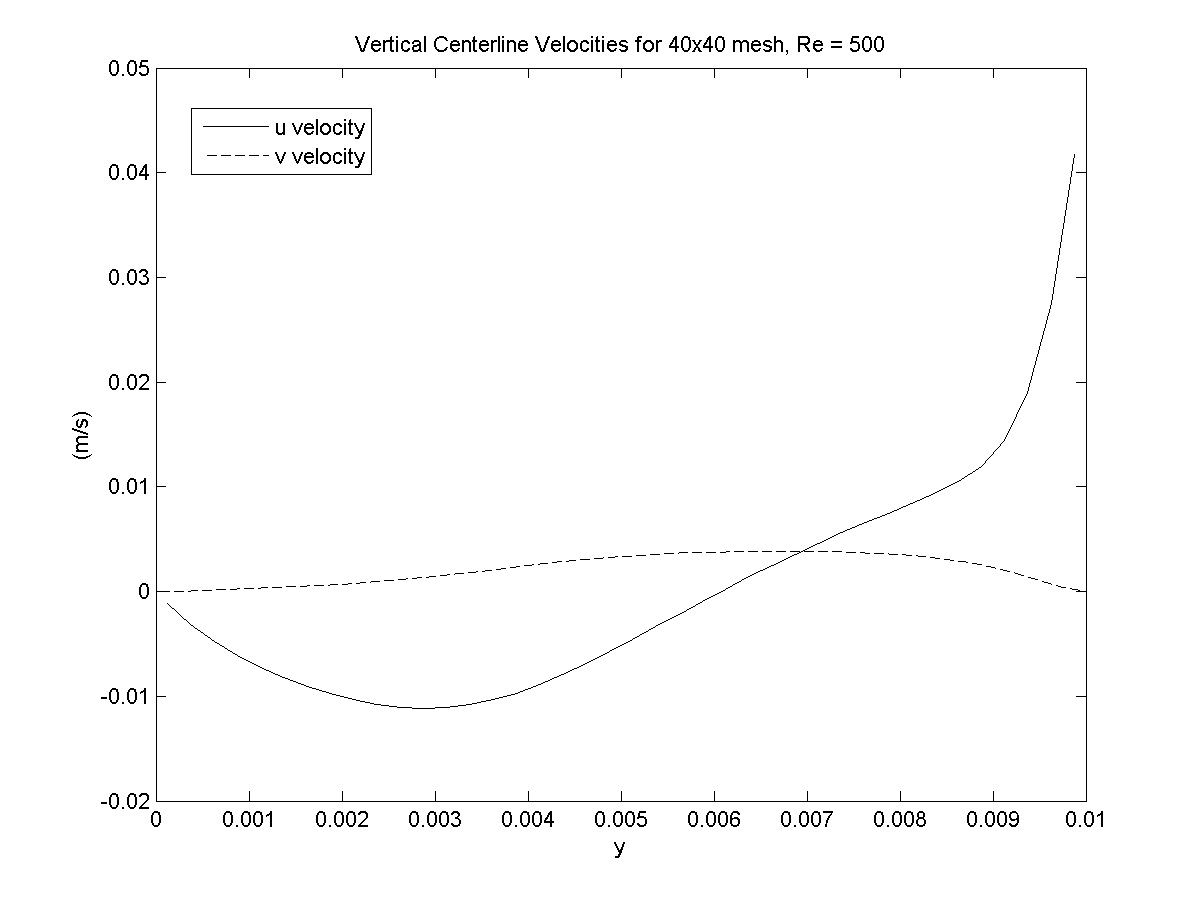 Vertical Centerline Velocities for 40x40 mesh, Re = 500
0.05
0.04
0.03
0.02
0.01
0
-0.01
-0.02
(m/s)
u velocity
v velocity
0 0.001 0.002 0.003 0.004 0.005 0.006 0.007 0.008 0.009 0.01
y